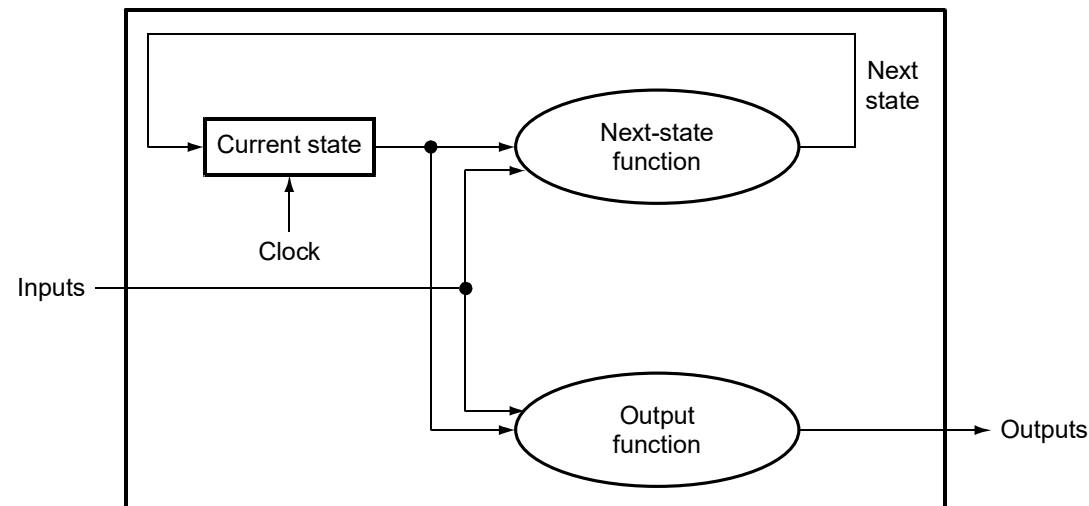 Next
state
Current state
Next-state
function
Clock
Inputs
Output
function
Outputs